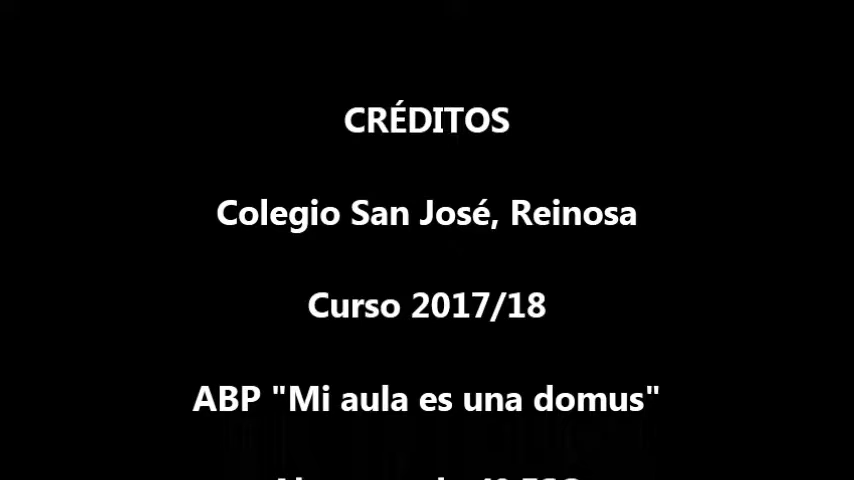 CRÉDITOS
Colegio San José, Reinosa
Curso 2017/18
ABP "Mi aula es una domus"